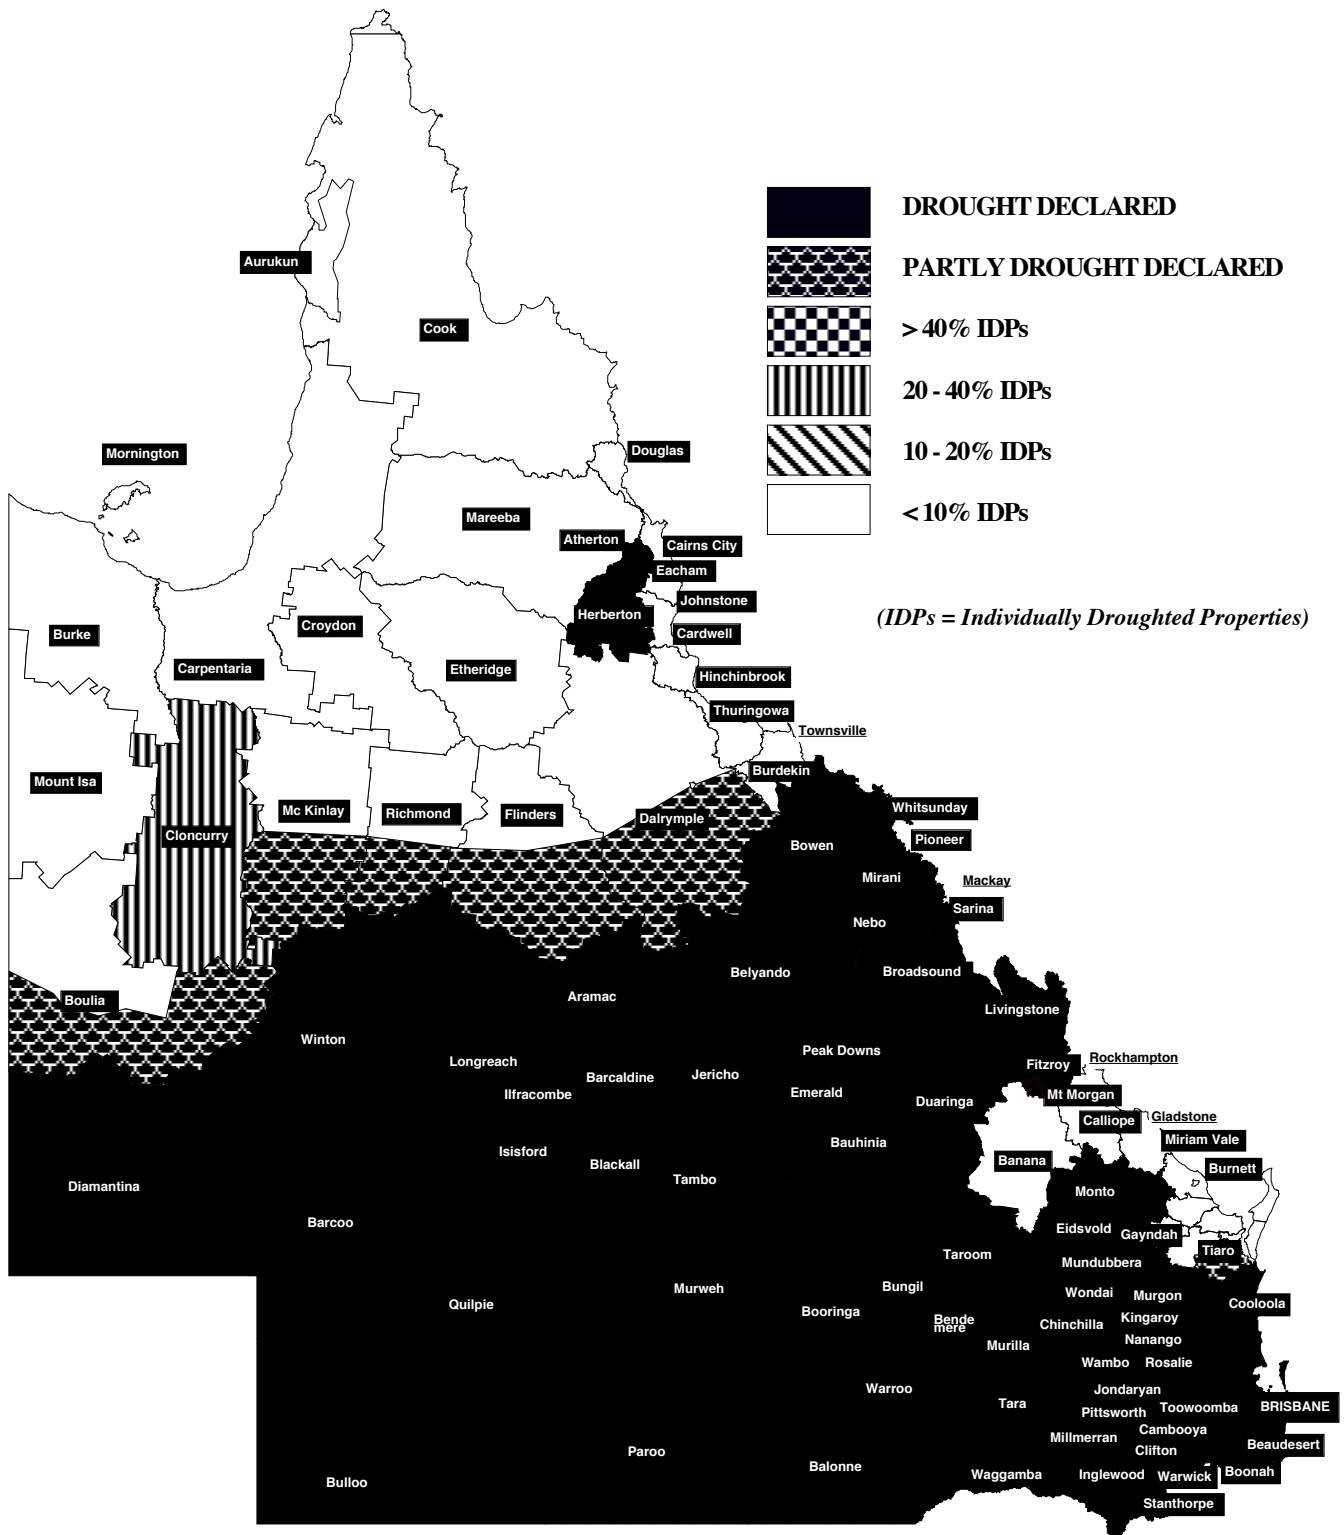 DROUGHT DECLARED
PARTLY DROUGHT DECLARED
> 40% IDPs
20 - 40% IDPs
10 - 20% IDPs
< 10% IDPs
(IDPs = Individually Droughted Properties)
Aurukun
Cook
Mornington
Douglas
Mareeba
Atherton
Cairns City
Eacham
Johnstone
Herberton
Cardwell
Burke
Croydon
Carpentaria
Etheridge
Hinchinbrook
Thuringowa
Townsville
Mount Isa
Burdekin
Mc Kinlay
Richmond
Flinders
Dalrymple
Whitsunday
Cloncurry
Bowen
Pioneer
Mirani
Mackay
Sarina
Nebo
Belyando
Broadsound
Boulia
Aramac
Livingstone
Winton
Longreach
Peak Downs
Rockhampton
Fitzroy
Barcaldine
Jericho
Ilfracombe
Emerald
Duaringa
Mt Morgan
Calliope
Gladstone
Miriam Vale
Bauhinia
Isisford
Blackall
Banana
Burnett
Tambo
Diamantina
Monto
Barcoo
Eidsvold
Gayndah
Taroom
Tiaro
Mundubbera
Murweh
Bungil
Wondai
Murgon
Quilpie
Booringa
Cooloola
Bende
mere
Chinchilla
Kingaroy
Nanango
Murilla
Wambo
Rosalie
Warroo
Jondaryan
Tara
Pittsworth
Toowoomba
BRISBANE
Cambooya
Millmerran
Clifton
Beaudesert
Paroo
Balonne
Bulloo
Waggamba
Inglewood
Warwick
Boonah
Stanthorpe